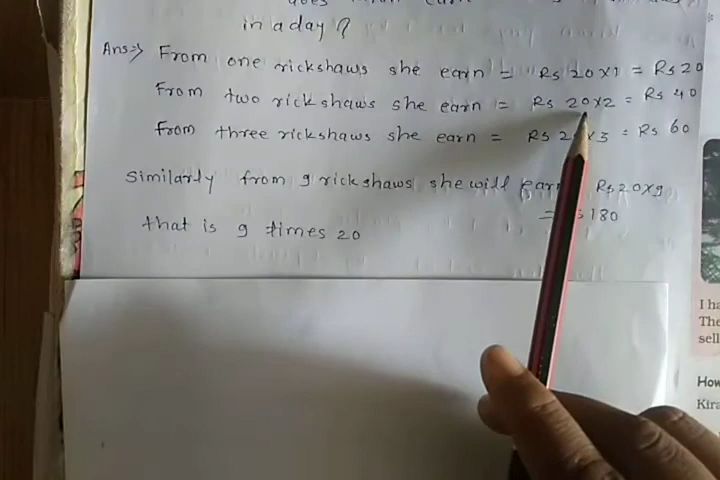 in a day?
Ans:→ From one rickshaws she earn = Rs 20×1 = Rs 20
From two rickshaws she earn = Rs 20×2 = Rs 40
From three rickshaws she earn = Rs 2 ×3 = Rs 60
Similarly from 9 rickshaws she will earn Rs 20×9
= s 180
that is 9 times 20
I ha
The
sell
How
Kira